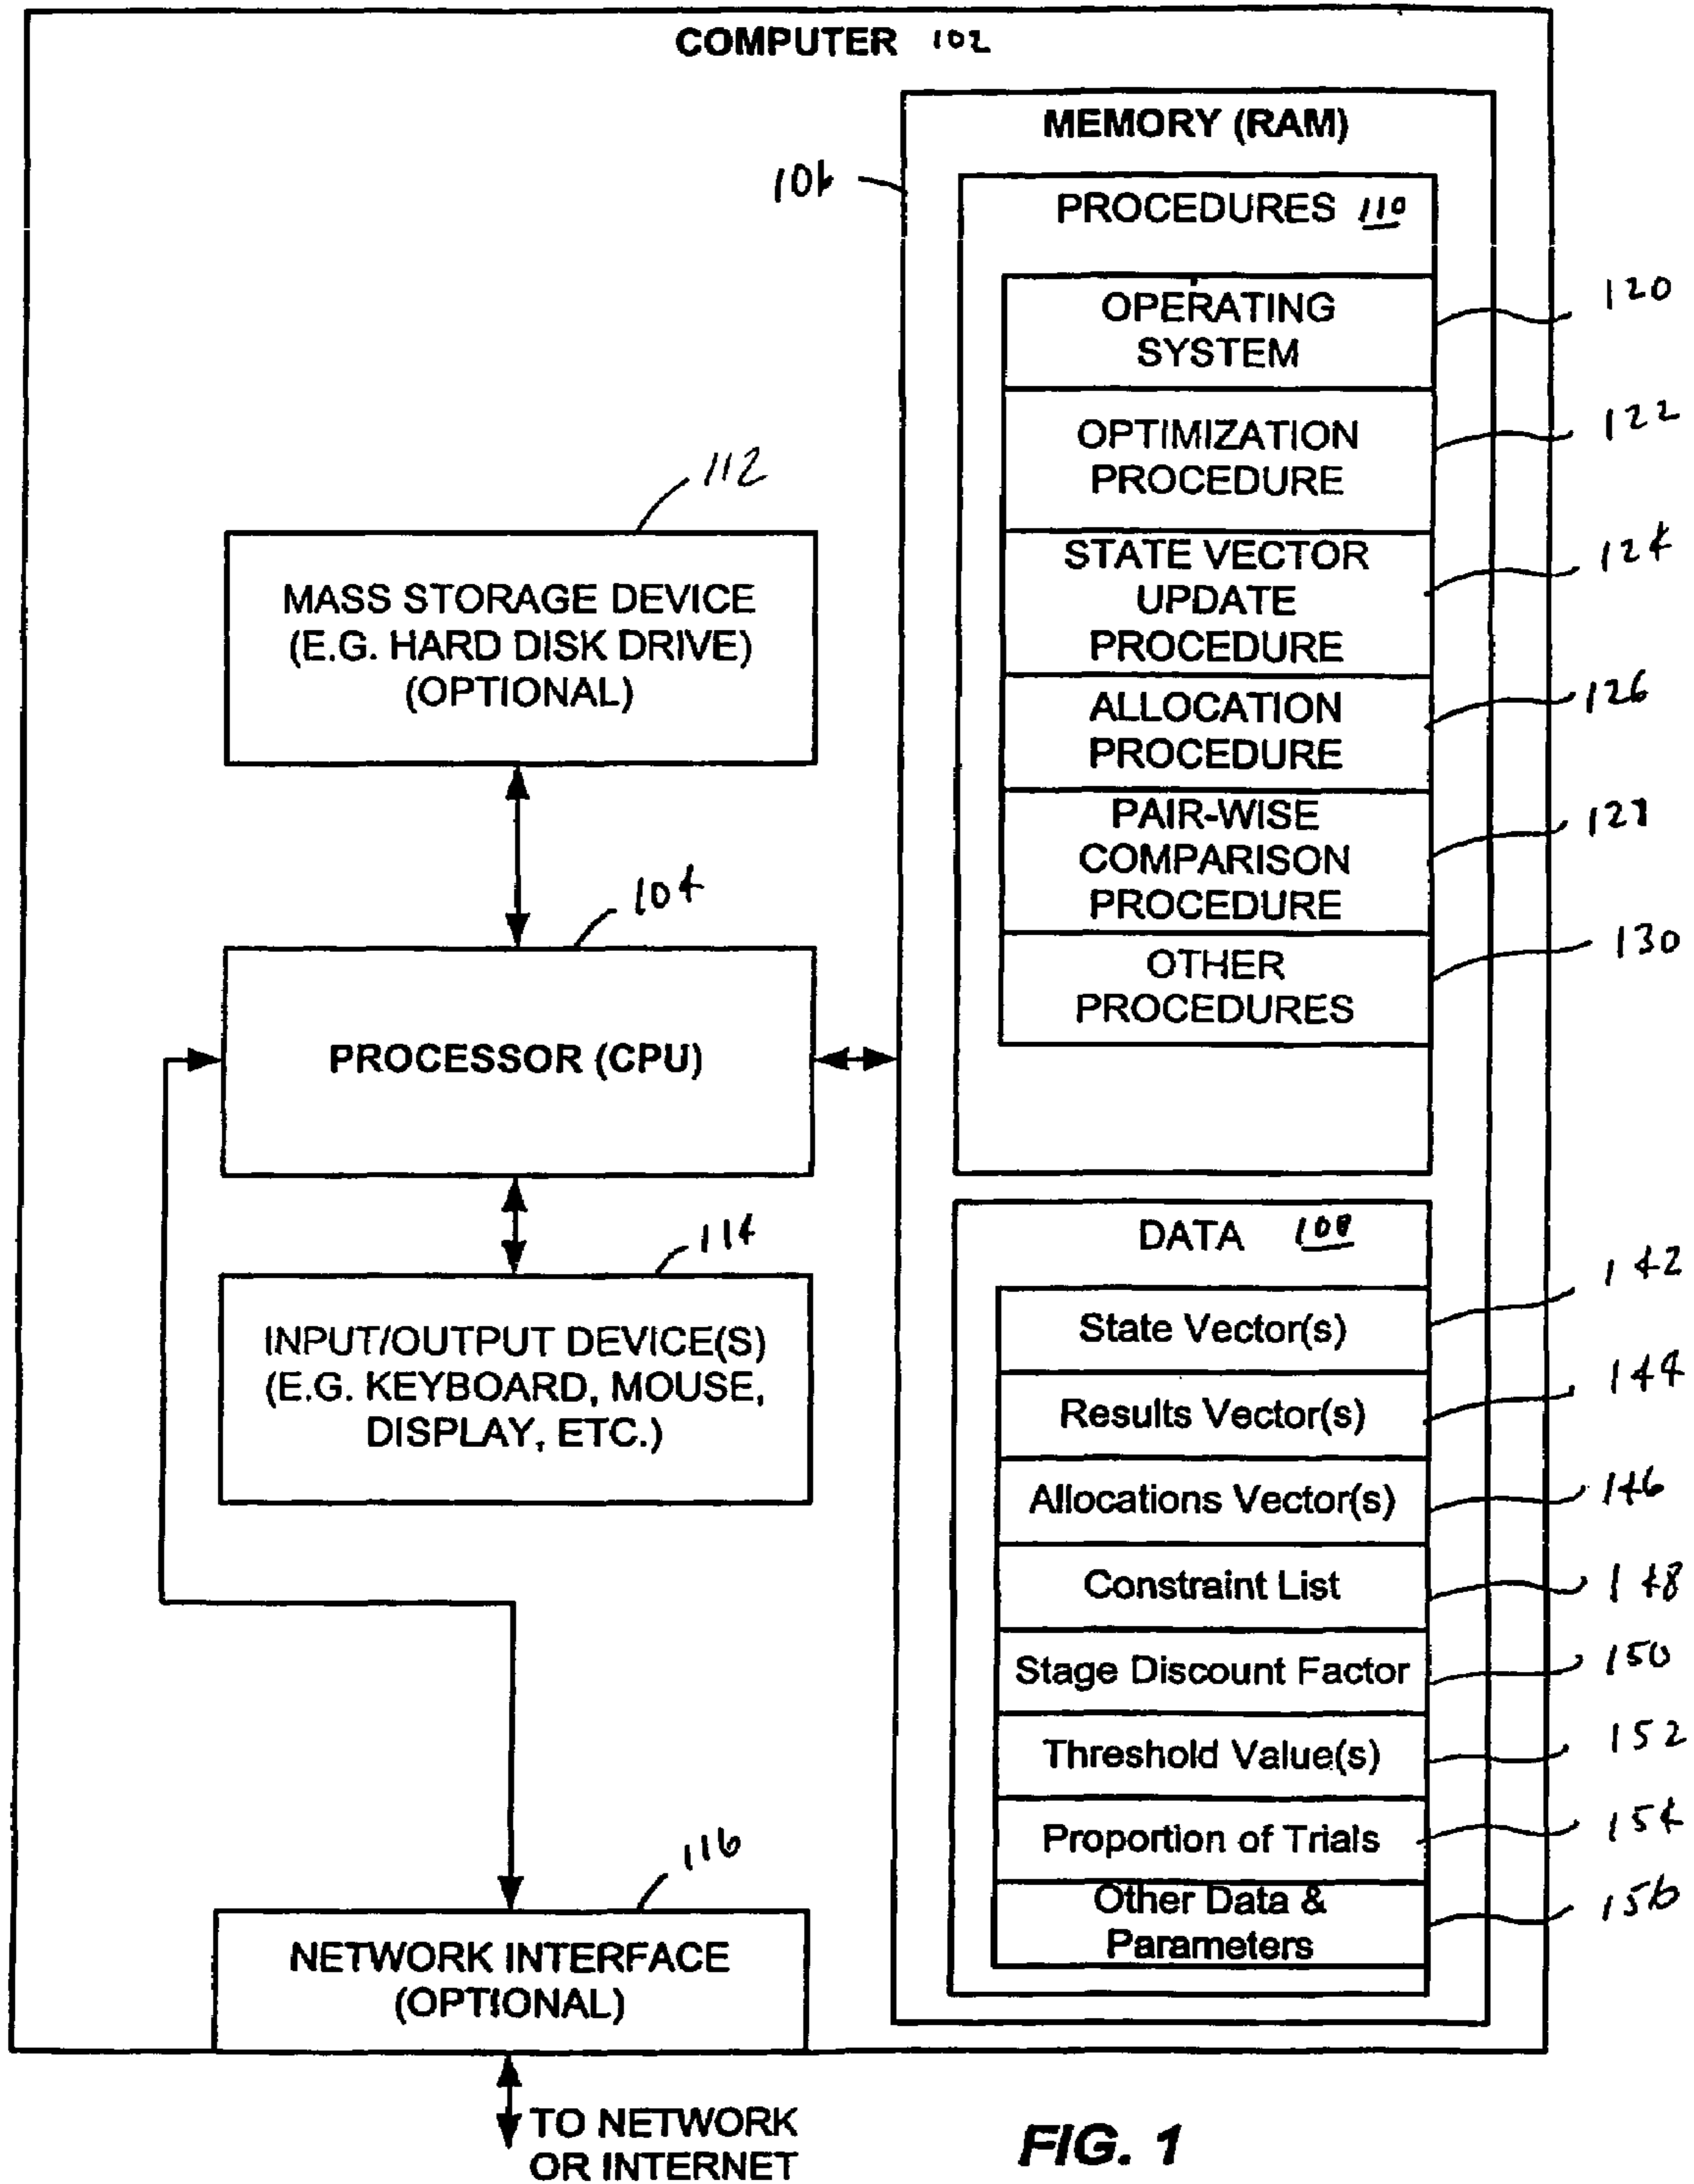 COMPUTER 102
MEMORY (RAM)
106
PROCEDURES 110
OPERATING
SYSTEM
120
OPTIMIZATION
PROCEDURE
122
STATE VECTOR
UPDATE
PROCEDURE
124
ALLOCATION
PROCEDURE
126
PAIR-WISE
COMPARISON
PROCEDURE
128
OTHER
PROCEDURES
130
112
MASS STORAGE DEVICE
(E.G. HARD DISK DRIVE)
(OPTIONAL)
104
PROCESSOR (CPU)
114
INPUT/OUTPUT DEVICE(S)
(E.G. KEYBOARD, MOUSE,
DISPLAY, ETC.)
DATA 108
State Vector(s)
142
Results Vector(s)
144
Allocations Vector(s)
146
Constraint List
148
Stage Discount Factor
150
Threshold Value(s)
152
Proportion of Trials
154
Other Data &
Parameters
156
116
NETWORK INTERFACE
(OPTIONAL)
TO NETWORK
OR INTERNET
FIG. 1